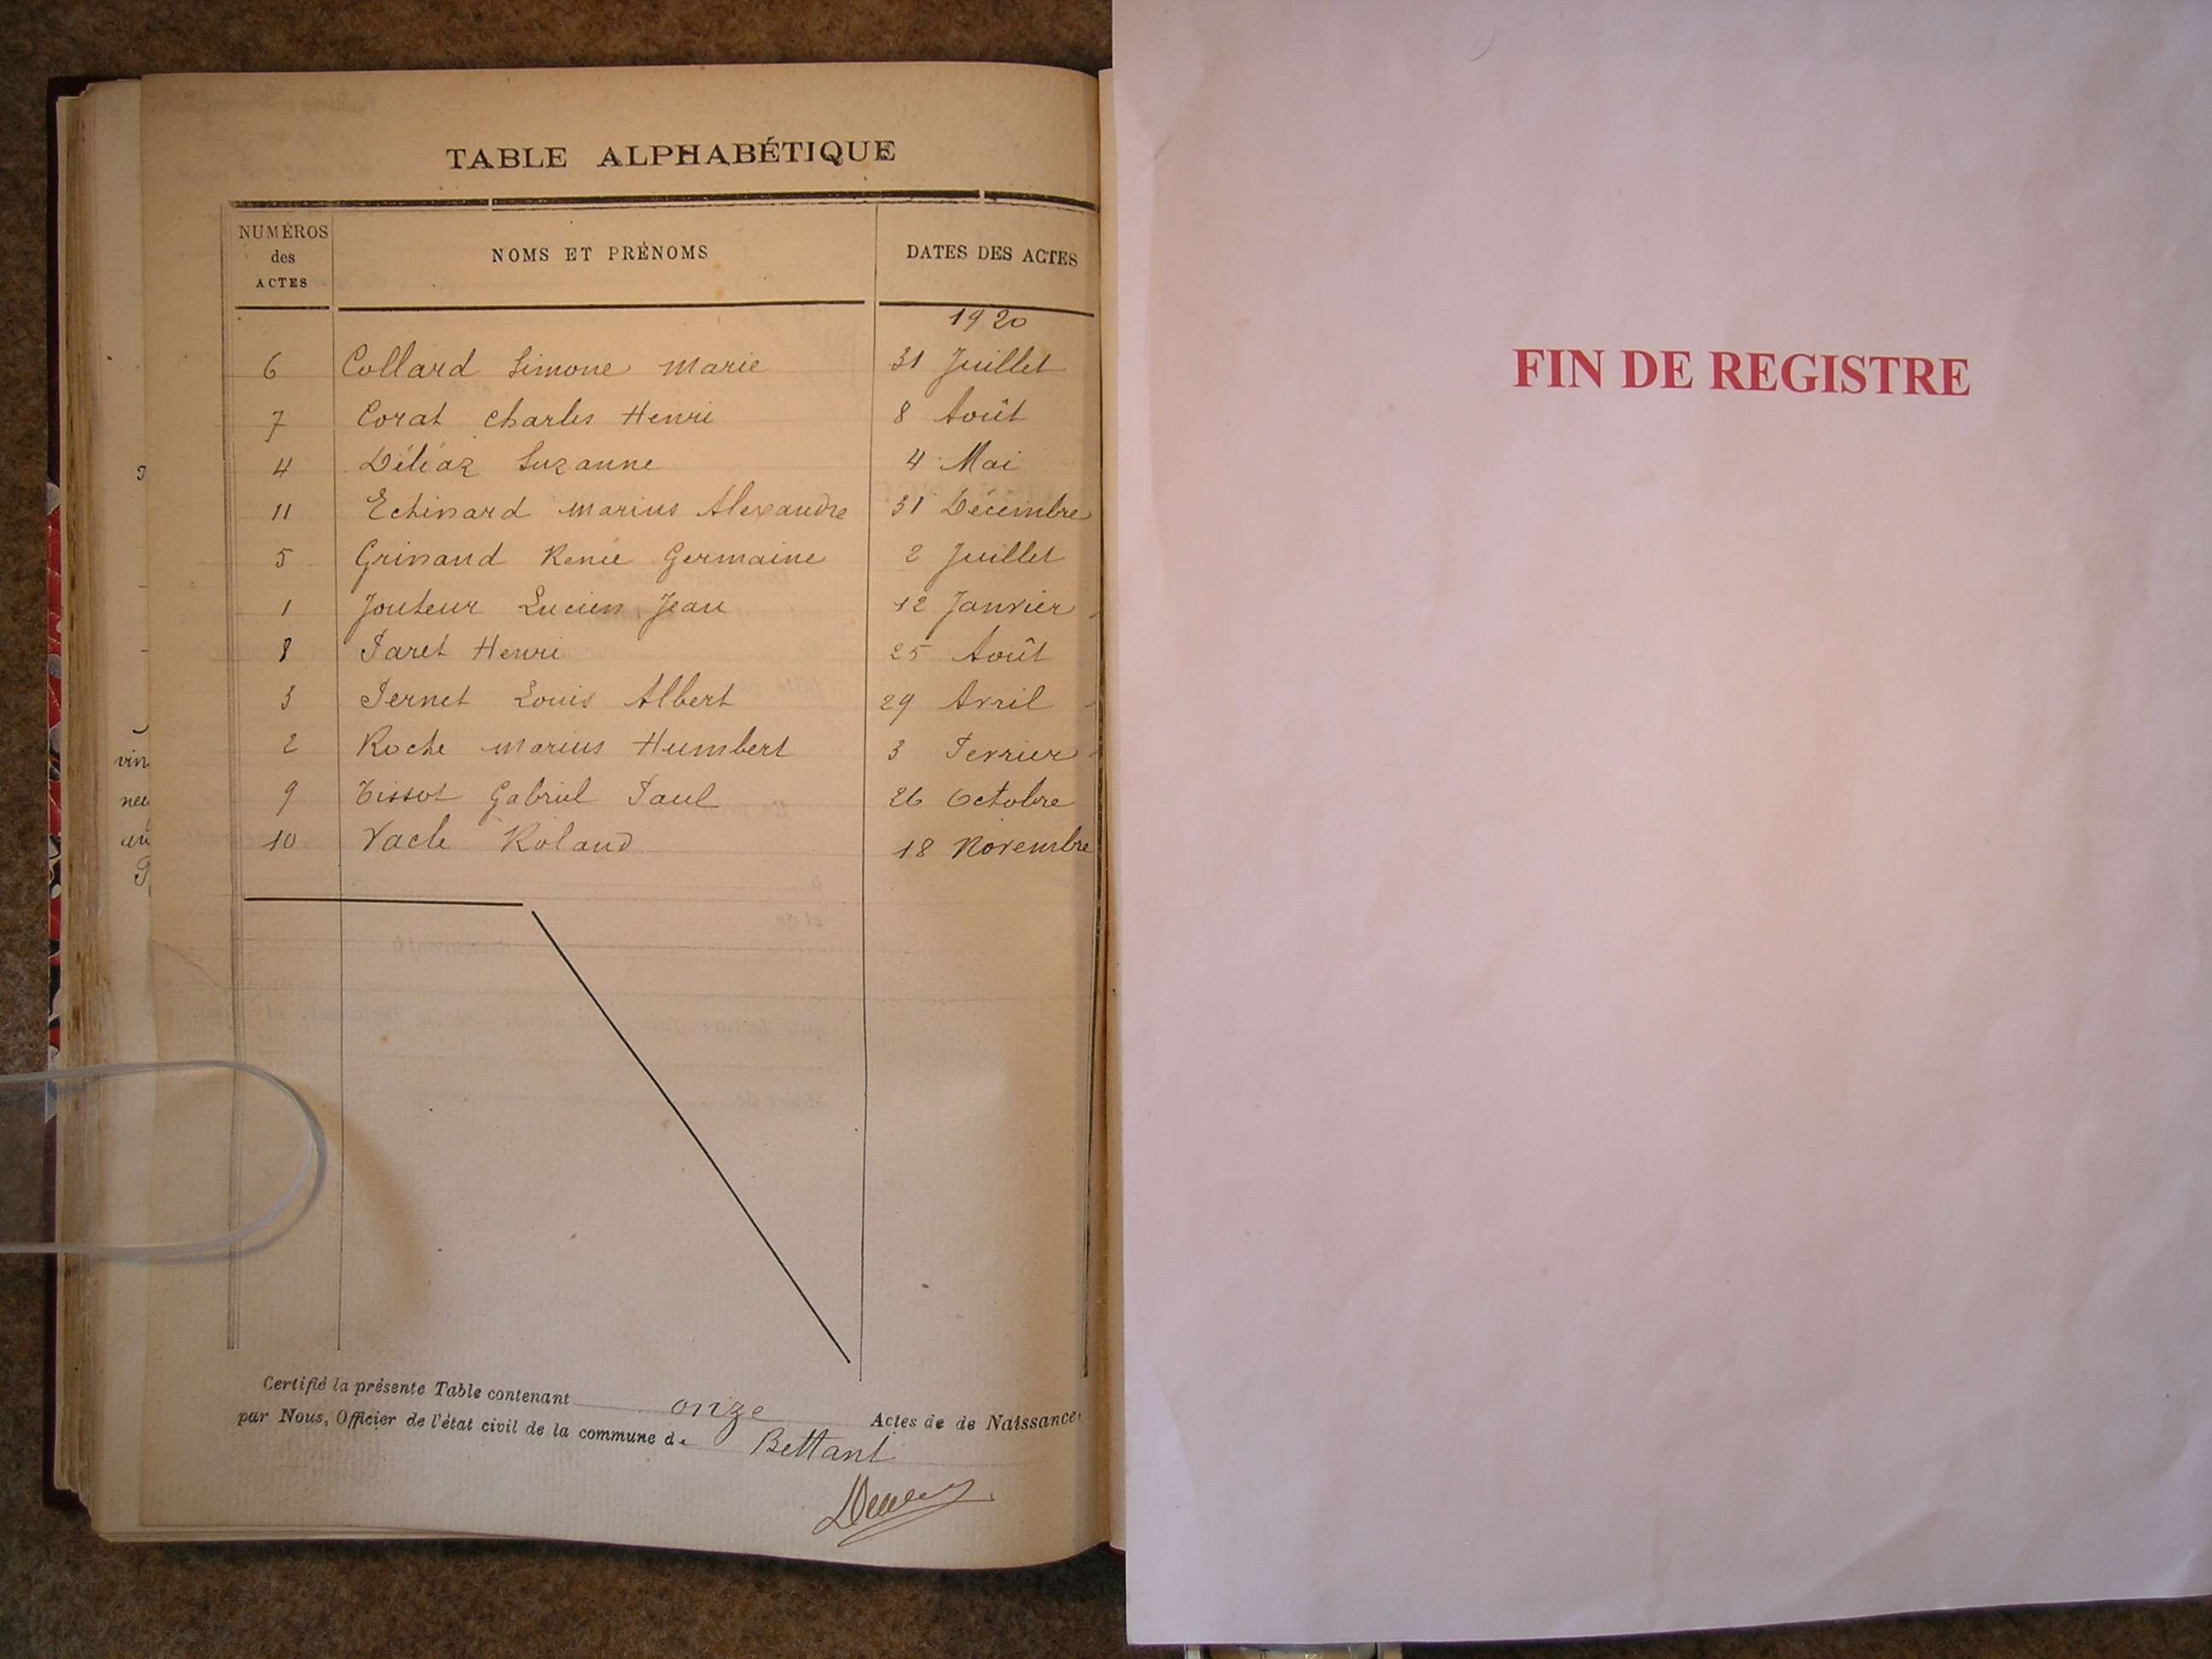 TABLE ALPHABÉTIQUE
NUMÉROS
des
ACTES
NOMS ET PRÉNOMS
DATES DES ACTES
1920
6 Collard Simone Marie 31 Juillet
7 Corat Charles Henri 8 Août
4 Déliaz Suzanne 4 Mai
11 Echinard Marius Alexandre 31 Décembre
5 Grinand Renée Germaine 2 Juillet
1 Jouteur Lucien Jean 12 Janvier
8 Paret Henri 25 Août
3 Pernet Louis Albert 29 Avril
2 Roche Marius Humbert 3 Fevrier
9 Tissot Gabriel Paul 26 Octobre
10 Vacle Roland 18 Novembre
Certifié la présente Table contenant onze Actes de de Naissance
par Nous, Officier de l'état civil de la commune de Bettant
FIN DE REGISTRE